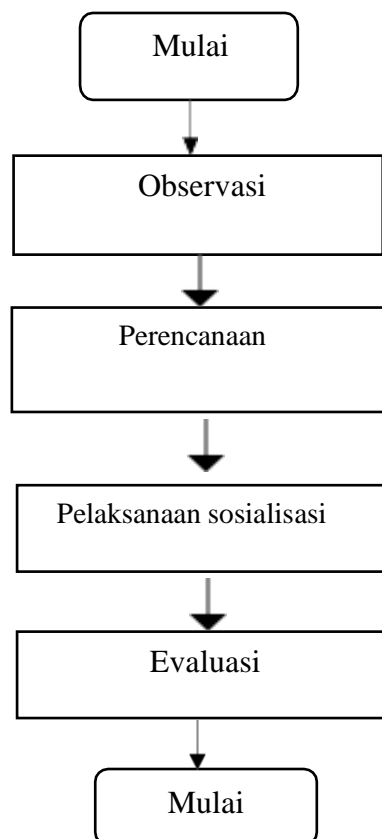 Mulai
Observasi
Perencanaan
Pelaksanaan sosialisasi
Evaluasi
Mulai